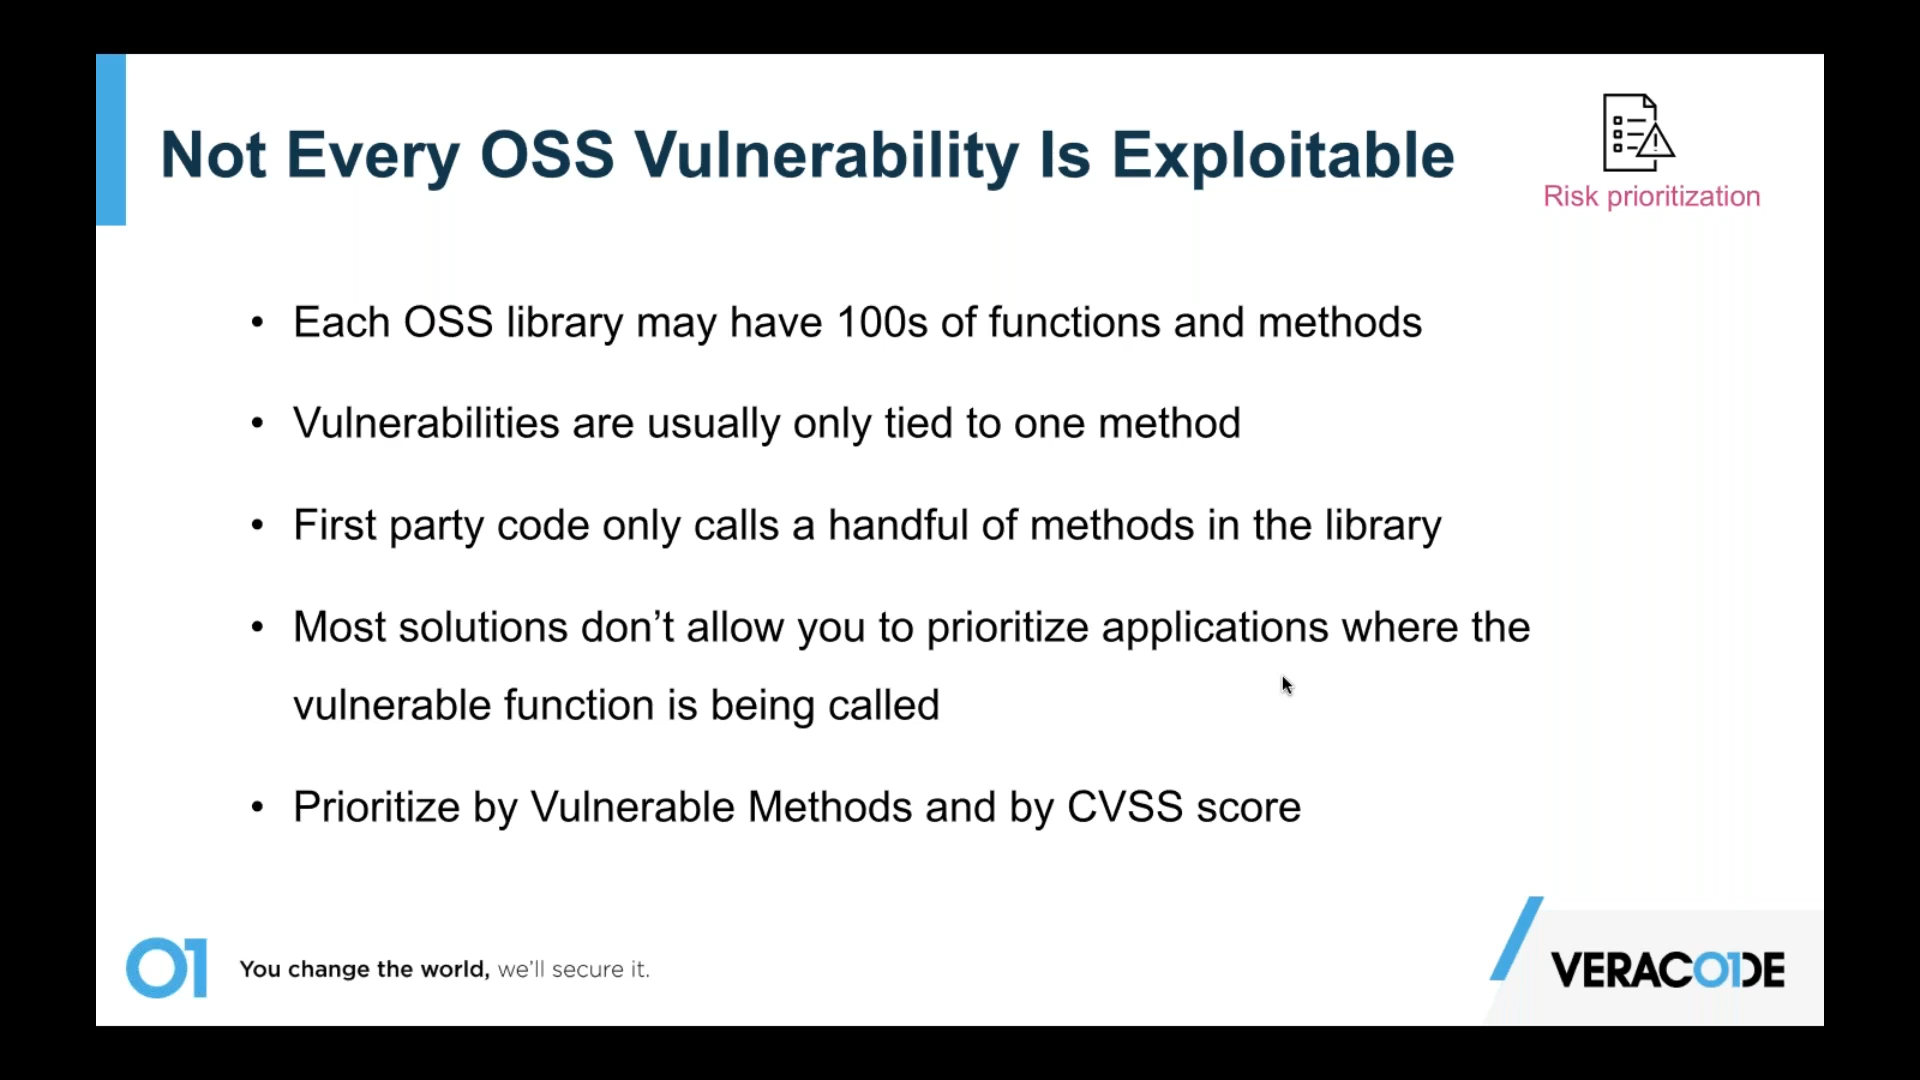 Not Every OSS Vulnerability Is Exploitable
Risk prioritization
• Each OSS library may have 100s of functions and methods
• Vulnerabilities are usually only tied to one method
• First party code only calls a handful of methods in the library
• Most solutions don’t allow you to prioritize applications where the
vulnerable function is being called
• Prioritize by Vulnerable Methods and by CVSS score
01 You change the world, we’ll secure it.
VERACODE